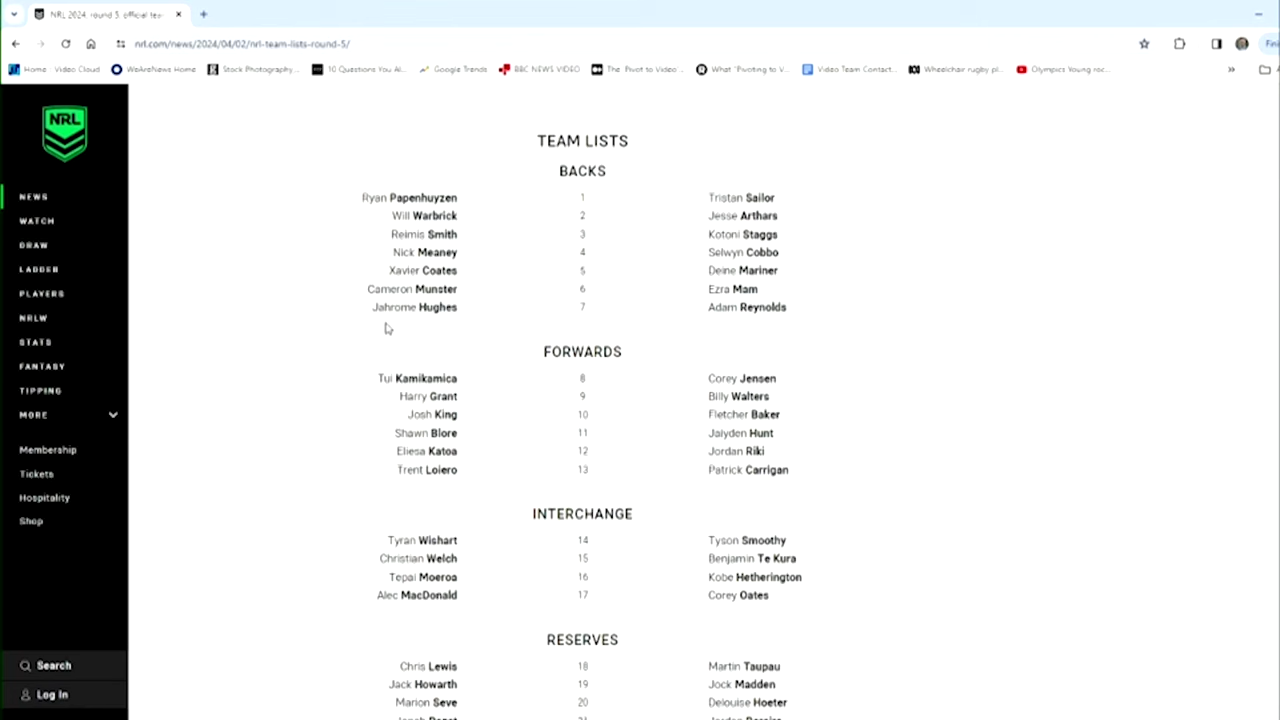 NRL 2024, round 5, official tea
nrl.com/news/2024/04/02/nrl-team-lists-round-5/
Home - Video Cloud WeAreNews Home Stock Photography... 10 Questions You Al... Google Trends BBC NEWS VIDEO The 'Pivot to Video'... What "Pivoting to V... Video Team Contact... Wheelchair rugby pl... Olympics Young roc...
NRL
NEWS
WATCH
DRAW
LADDER
PLAYERS
NRLW
STATS
FANTASY
TIPPING
MORE
Membership
Tickets
Hospitality
Shop
Search
Log In
TEAM LISTS
BACKS
Ryan Papenhuyzen 1 Tristan Sailor
Will Warbrick 2 Jesse Arthars
Reimis Smith 3 Kotoni Staggs
Nick Meaney 4 Selwyn Cobbo
Xavier Coates 5 Deine Mariner
Cameron Munster 6 Ezra Mam
Jahrome Hughes 7 Adam Reynolds
FORWARDS
Tui Kamikamica 8 Corey Jensen
Harry Grant 9 Billy Walters
Josh King 10 Fletcher Baker
Shawn Blore 11 Jaiyden Hunt
Eliesa Katoa 12 Jordan Riki
Trent Loiero 13 Patrick Carrigan
INTERCHANGE
Tyran Wishart 14 Tyson Smoothy
Christian Welch 15 Benjamin Te Kura
Tepai Moeroa 16 Kobe Hetherington
Alec MacDonald 17 Corey Oates
RESERVES
Chris Lewis 18 Martin Taupau
Jack Howarth 19 Jock Madden
Marion Seve 20 Delouise Hoeter